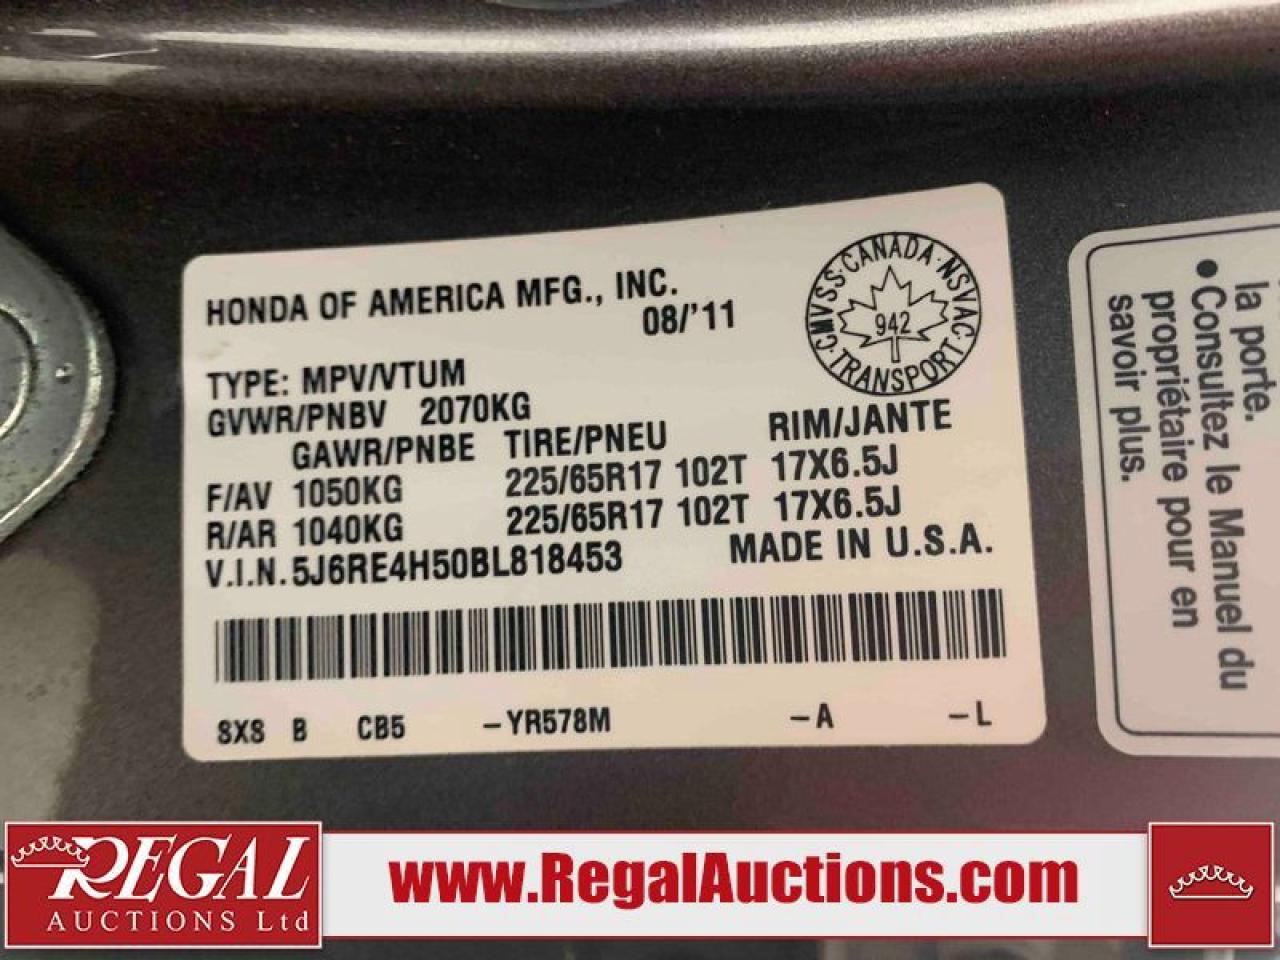 HONDA OF AMERICA MFG., INC.
08/'11
CMVSS·CANADA·NSVAC·TRANSPORT·
942
TYPE: MPV/VTUM
GVWR/PNBV 2070KG
GAWR/PNBE TIRE/PNEU RIM/JANTE
F/AV 1050KG 225/65R17 102T 17X6.5J
R/AR 1040KG 225/65R17 102T 17X6.5J
V.I.N. 5J6RE4H50BL818453 MADE IN U.S.A.
SXS B CB5 -YR578M -A -L
la porte.
•Consultez le Manuel du
propriétaire pour en
savoir plus.
REGAL
AUCTIONS Ltd
www.RegalAuctions.com